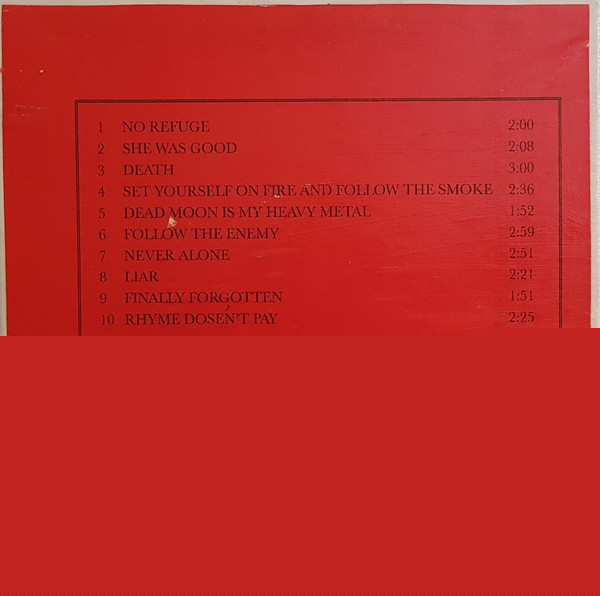 1 NO REFUGE 2:00
2 SHE WAS GOOD 2:08
3 DEATH 3:00
4 SET YOURSELF ON FIRE AND FOLLOW THE SMOKE 2:36
5 DEAD MOON IS MY HEAVY METAL 1:52
6 FOLLOW THE ENEMY 2:59
7 NEVER ALONE 2:51
8 LIAR 2:21
9 FINALLY FORGOTTEN 1:51
10 RHYME DOSEN'T PAY 2:25